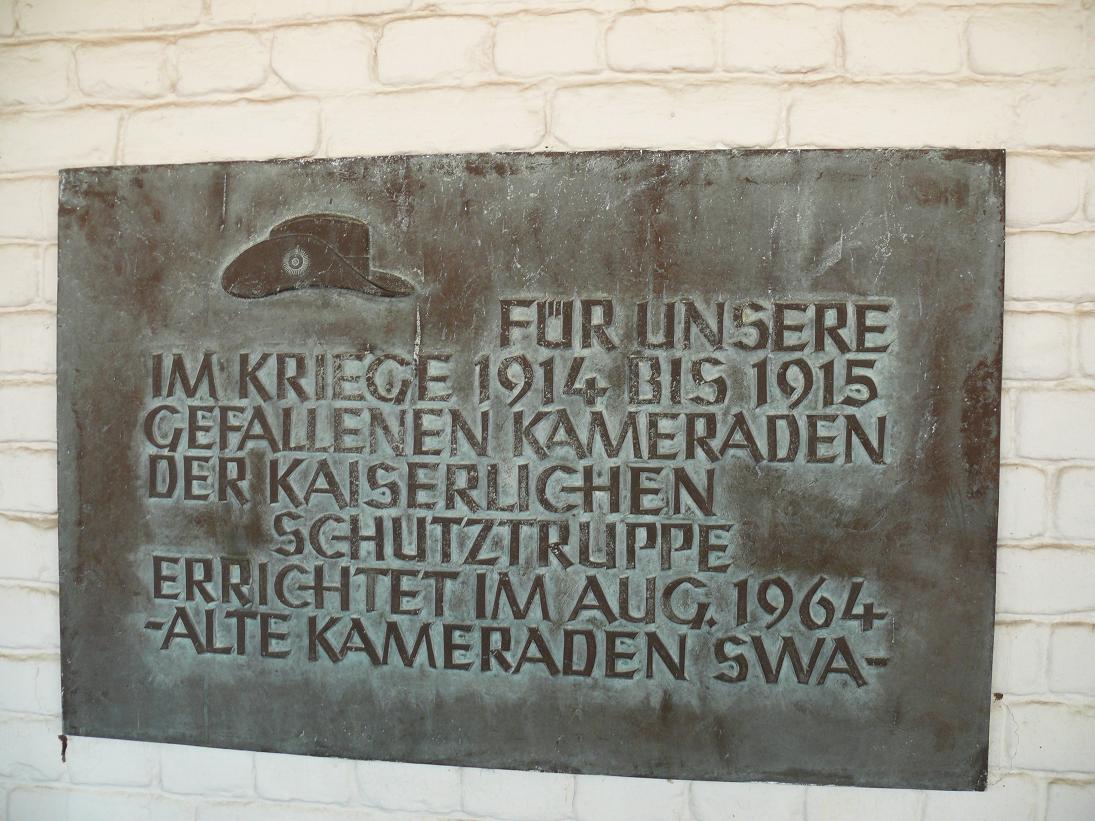 FÜR UNSERE
IM KRIEGE 1914 BIS 1915
GEFALLENEN KAMERADEN
DER KAISERLICHEN
SCHUTZTRUPPE
ERRICHTET IM AUG. 1964
-ALTE KAMERADEN SWA-